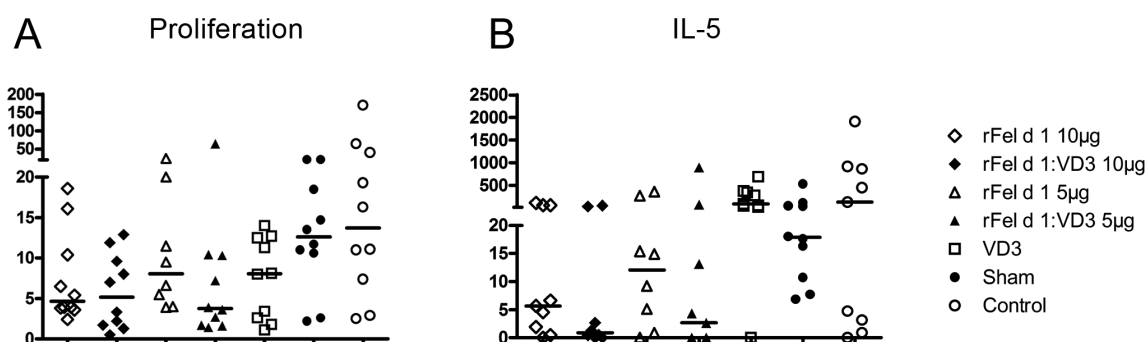 A Proliferation
200
150
100
50
20
15
10
5
0
B IL-5
2500
2000
1500
1000
500
20
15
10
5
0
rFel d 1 10µg
rFel d 1:VD3 10µg
rFel d 1 5µg
rFel d 1:VD3 5µg
VD3
Sham
Control